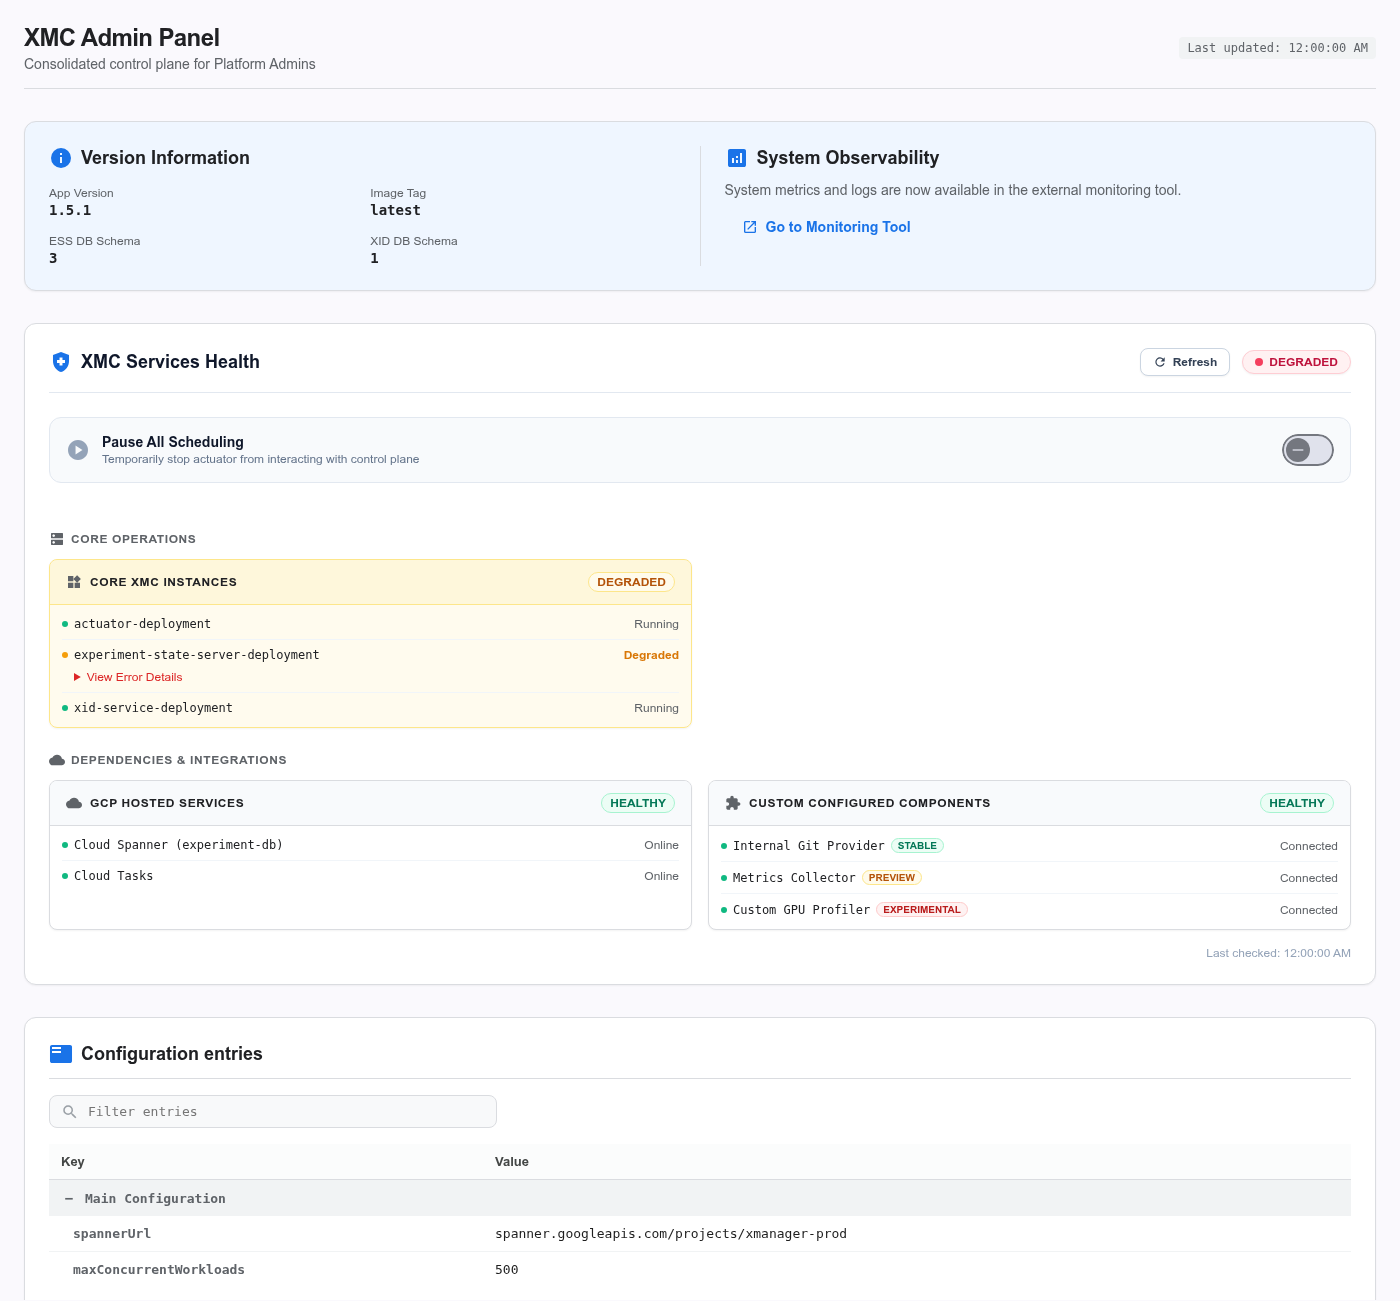 XMC Admin Panel
Consolidated control plane for Platform Admins
Last updated: 12:00:00 AM
Version Information
App Version
1.5.1
Image Tag
latest
ESS DB Schema
3
XID DB Schema
1
System Observability
System metrics and logs are now available in the external monitoring tool.
Go to Monitoring Tool
XMC Services Health
Refresh
DEGRADED
Pause All Scheduling
Temporarily stop actuator from interacting with control plane
CORE OPERATIONS
CORE XMC INSTANCES
DEGRADED
actuator-deployment
Running
experiment-state-server-deployment
Degraded
View Error Details
xid-service-deployment
Running
DEPENDENCIES & INTEGRATIONS
GCP HOSTED SERVICES
HEALTHY
Cloud Spanner (experiment-db)
Online
Cloud Tasks
Online
CUSTOM CONFIGURED COMPONENTS
HEALTHY
Internal Git Provider STABLE
Connected
Metrics Collector PREVIEW
Connected
Custom GPU Profiler EXPERIMENTAL
Connected
Last checked: 12:00:00 AM
Configuration entries
Filter entries
Key Value
− Main Configuration
spannerUrl spanner.googleapis.com/projects/xmanager-prod
maxConcurrentWorkloads 500